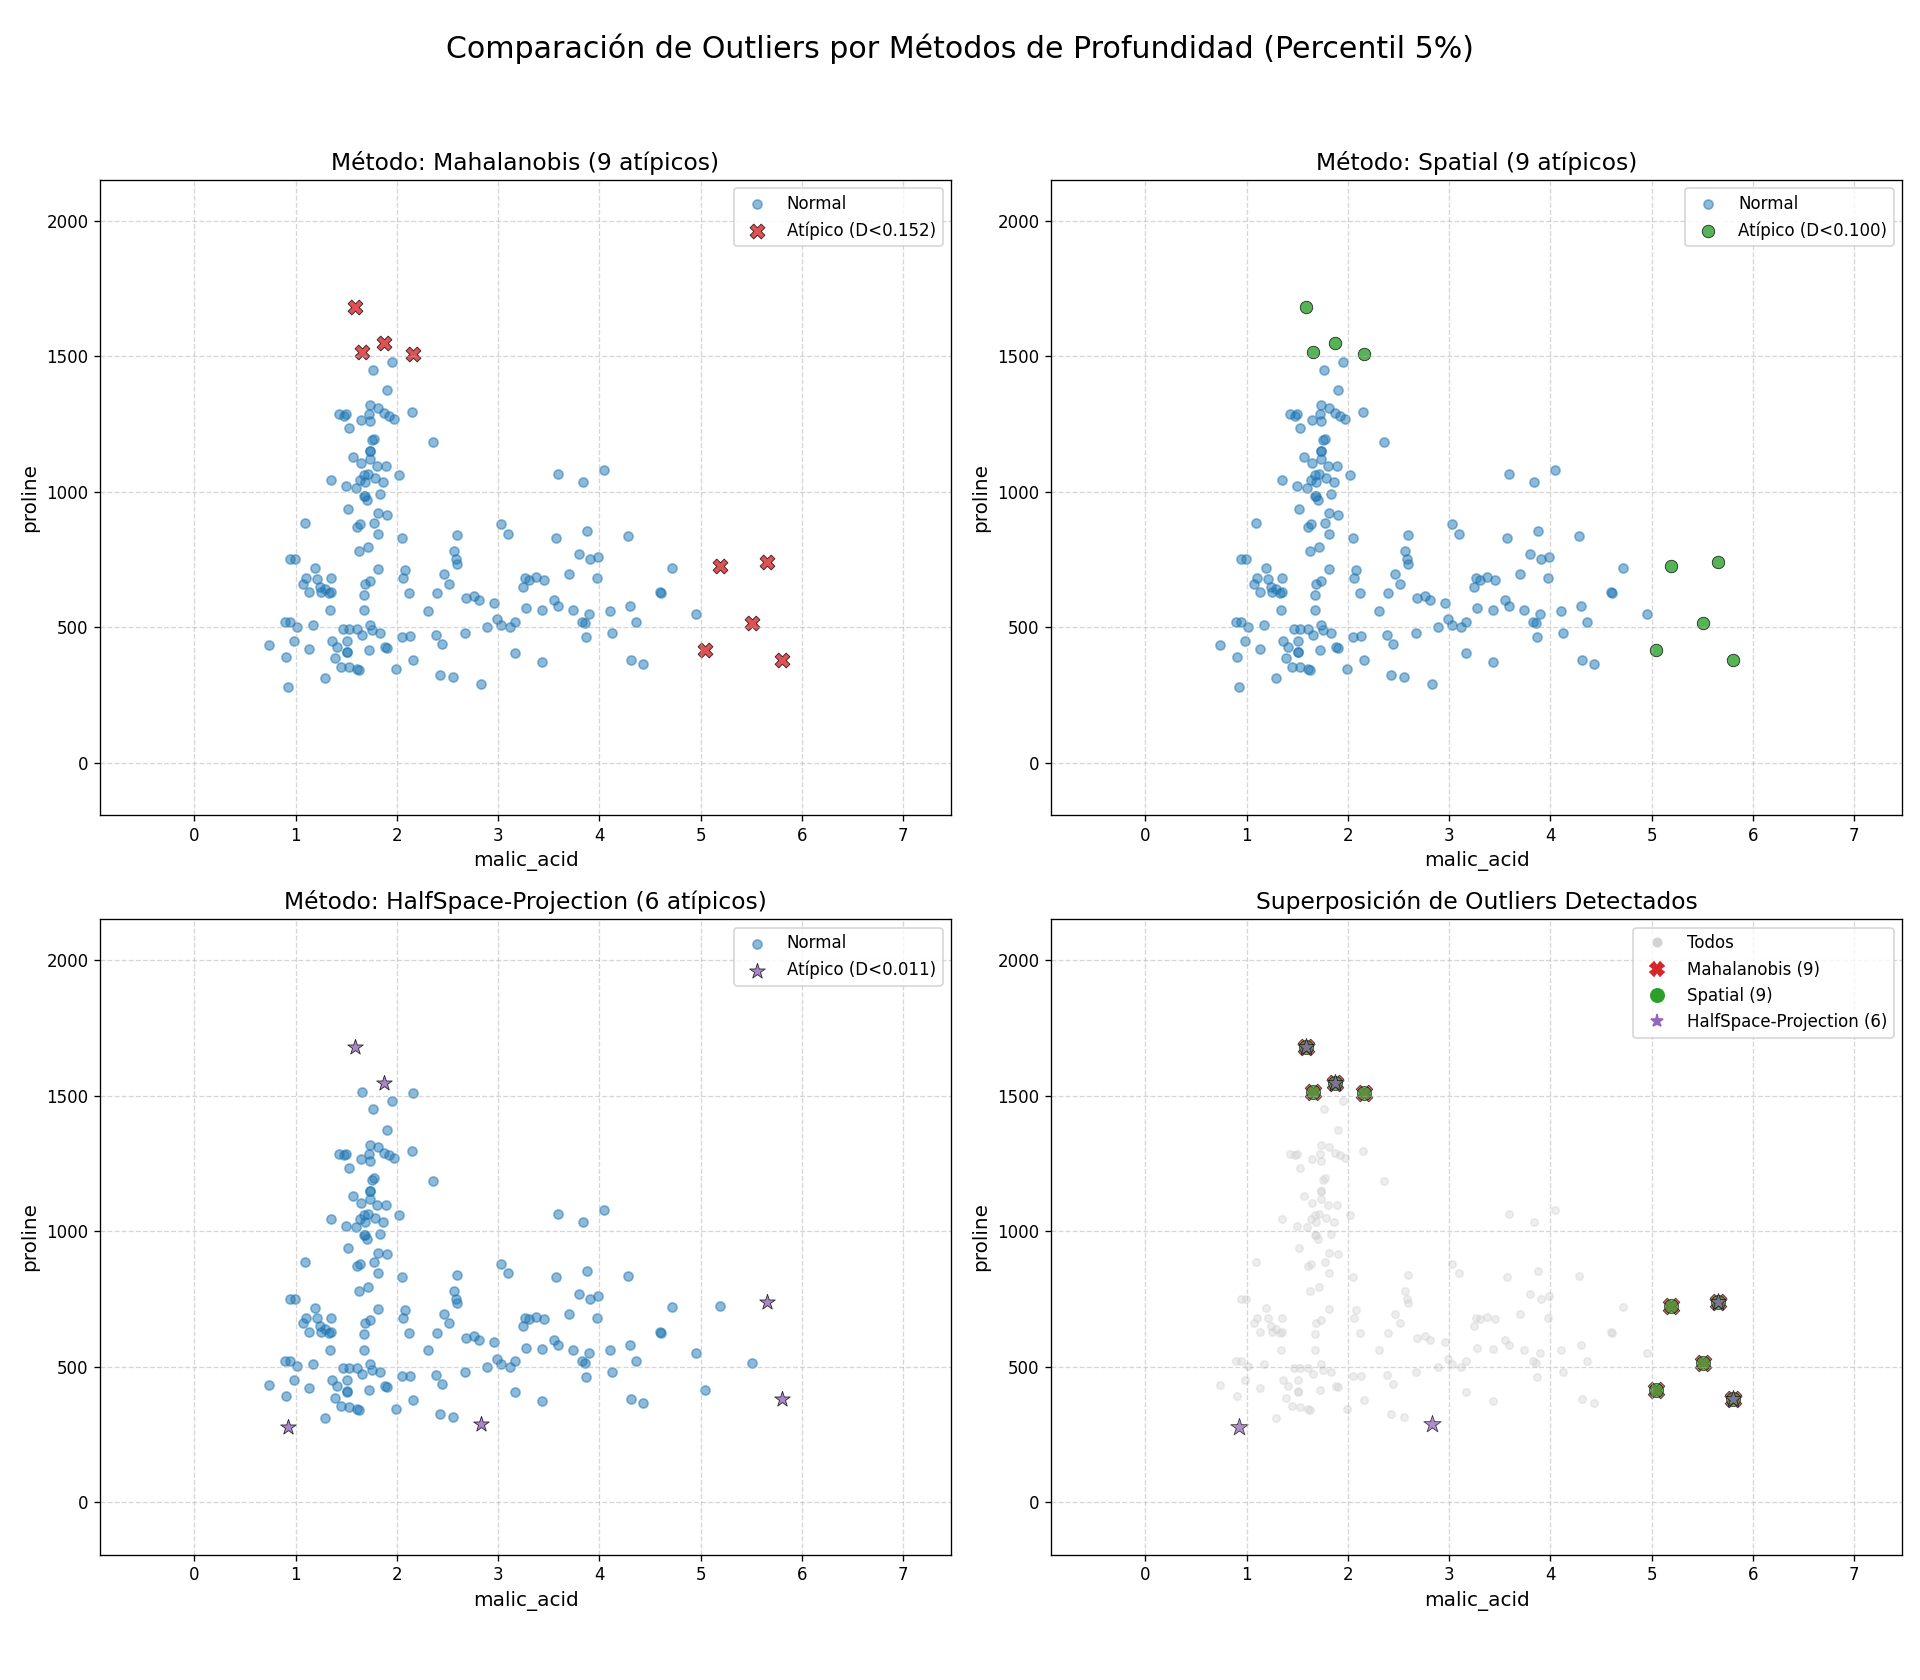 Comparación de Outliers por Métodos de Profundidad (Percentil 5%)
Método: Mahalanobis (9 atípicos)
Normal
Atípico (D<0.152)
2000
1500
1000
500
0
proline
0 1 2 3 4 5 6 7
malic_acid
Método: Spatial (9 atípicos)
Normal
Atípico (D<0.100)
2000
1500
1000
500
0
proline
0 1 2 3 4 5 6 7
malic_acid
Método: HalfSpace-Projection (6 atípicos)
Normal
Atípico (D<0.011)
2000
1500
1000
500
0
proline
0 1 2 3 4 5 6 7
malic_acid
Superposición de Outliers Detectados
Todos
Mahalanobis (9)
Spatial (9)
HalfSpace-Projection (6)
2000
1500
1000
500
0
proline
0 1 2 3 4 5 6 7
malic_acid